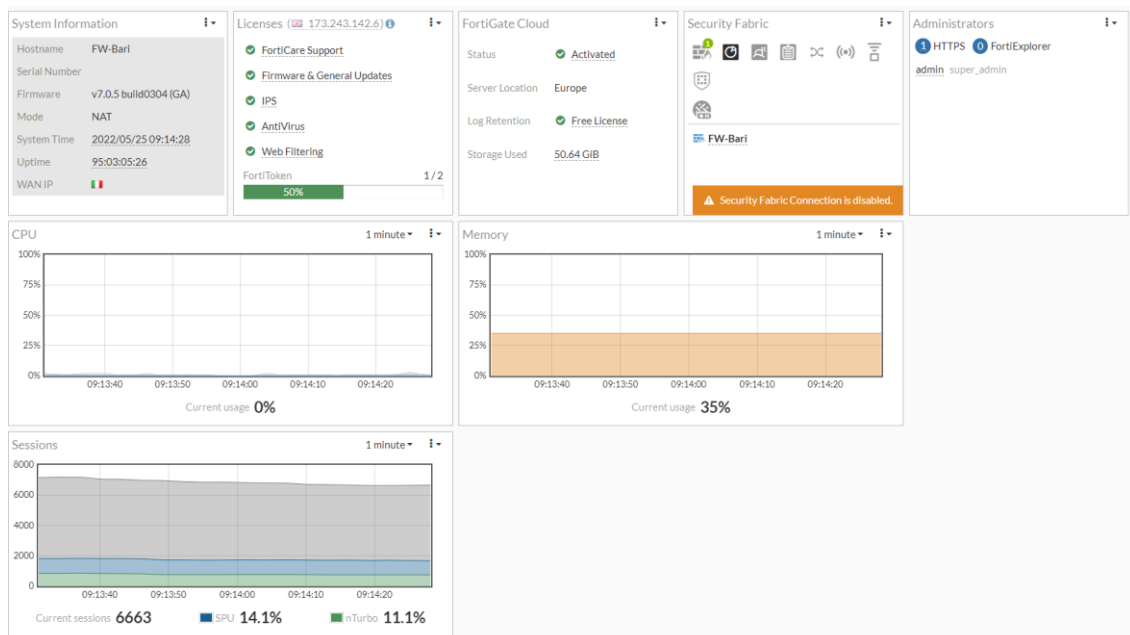 System Information
Hostname FW-Bari
Serial Number
Firmware v7.0.5 build0304 (GA)
Mode NAT
System Time 2022/05/25 09:14:28
Uptime 95:03:05:26
WAN IP
Licenses (173.243.142.6)
FortiCare Support
Firmware & General Updates
IPS
AntiVirus
Web Filtering
FortiToken 1/2
50%
FortiGate Cloud
Status Activated
Server Location Europe
Log Retention Free License
Storage Used 50.64 GiB
Security Fabric
1
FW-Bari
Security Fabric Connection is disabled.
Administrators
1 HTTPS 0 FortiExplorer
admin super_admin
CPU 1 minute
100%
75%
50%
25%
0%
09:13:40 09:13:50 09:14:00 09:14:10 09:14:20
Current usage 0%
Memory 1 minute
100%
75%
50%
25%
0%
09:13:40 09:13:50 09:14:00 09:14:10 09:14:20
Current usage 35%
Sessions 1 minute
8000
6000
4000
2000
0
09:13:40 09:13:50 09:14:00 09:14:10 09:14:20
Current sessions 6663 SPU 14.1% nTurbo 11.1%